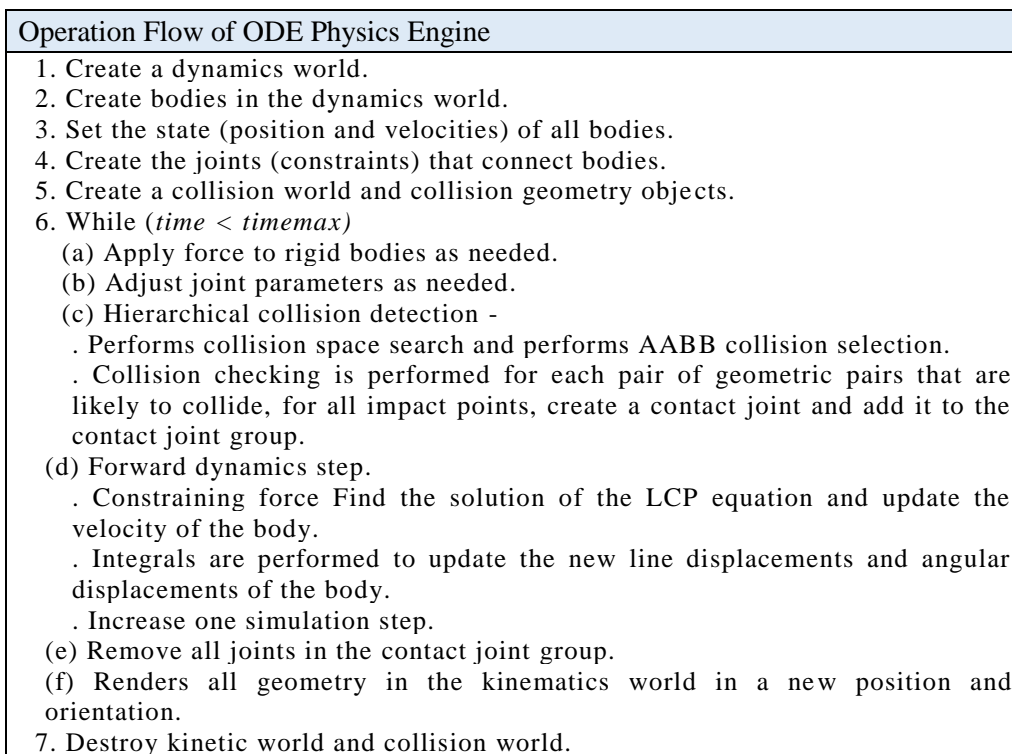 Operation Flow of ODE Physics Engine
1. Create a dynamics world.
2. Create bodies in the dynamics world.
3. Set the state (position and velocities) of all bodies.
4. Create the joints (constraints) that connect bodies.
5. Create a collision world and collision geometry objects.
6. While (time < timemax)
(a) Apply force to rigid bodies as needed.
(b) Adjust joint parameters as needed.
(c) Hierarchical collision detection -
. Performs collision space search and performs AABB collision selection.
. Collision checking is performed for each pair of geometric pairs that are
likely to collide, for all impact points, create a contact joint and add it to the
contact joint group.
(d) Forward dynamics step.
. Constraining force Find the solution of the LCP equation and update the
velocity of the body.
. Integrals are performed to update the new line displacements and angular
displacements of the body.
. Increase one simulation step.
(e) Remove all joints in the contact joint group.
(f) Renders all geometry in the kinematics world in a new position and
orientation.
7. Destroy kinetic world and collision world.